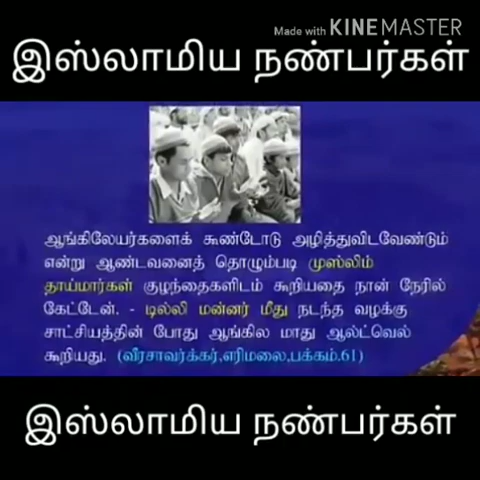 Made with KINEMASTER
இஸ்லாமிய நண்பர்கள்
ஆங்கிலேயர்களைக் கூண்டோடு அழித்துவிடவேண்டும்
என்று ஆண்டவனைத் தொழும்படி முஸ்லிம்
தாய்மார்கள் குழந்தைகளிடம் கூறியதை நான் நேரில்
கேட்டேன். - டில்லி மன்னர் மீது நடந்த வழக்கு
சாட்சியத்தின் போது ஆங்கில மாது ஆல்ட்வெல்
கூறியது. (வீரசாவர்க்கர்,எரிமலை,பக்கம்.61)
இஸ்லாமிய நண்பர்கள்